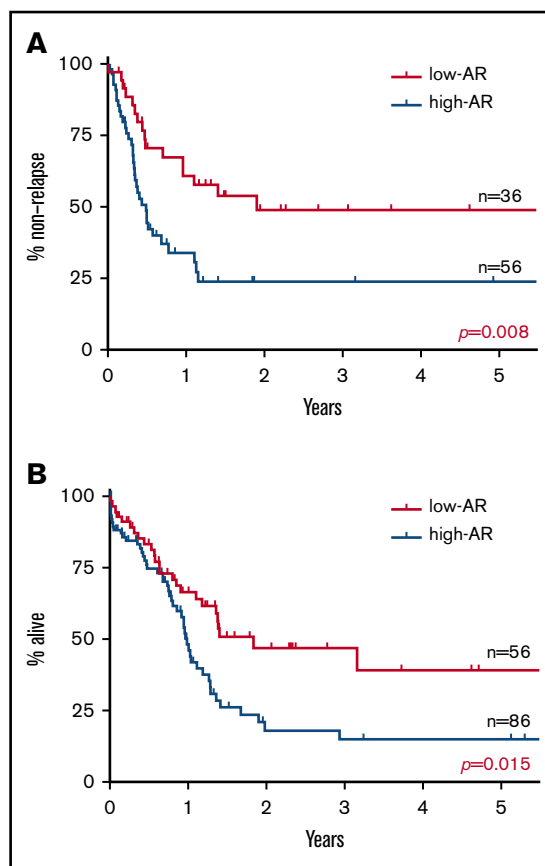 A
100
75
50
25
0
% non-relapse
low-AR
high-AR
n=36
n=56
p=0.008
0 1 2 3 4 5
Years
B
100
75
50
25
0
% alive
low-AR
high-AR
n=56
n=86
p=0.015
0 1 2 3 4 5
Years